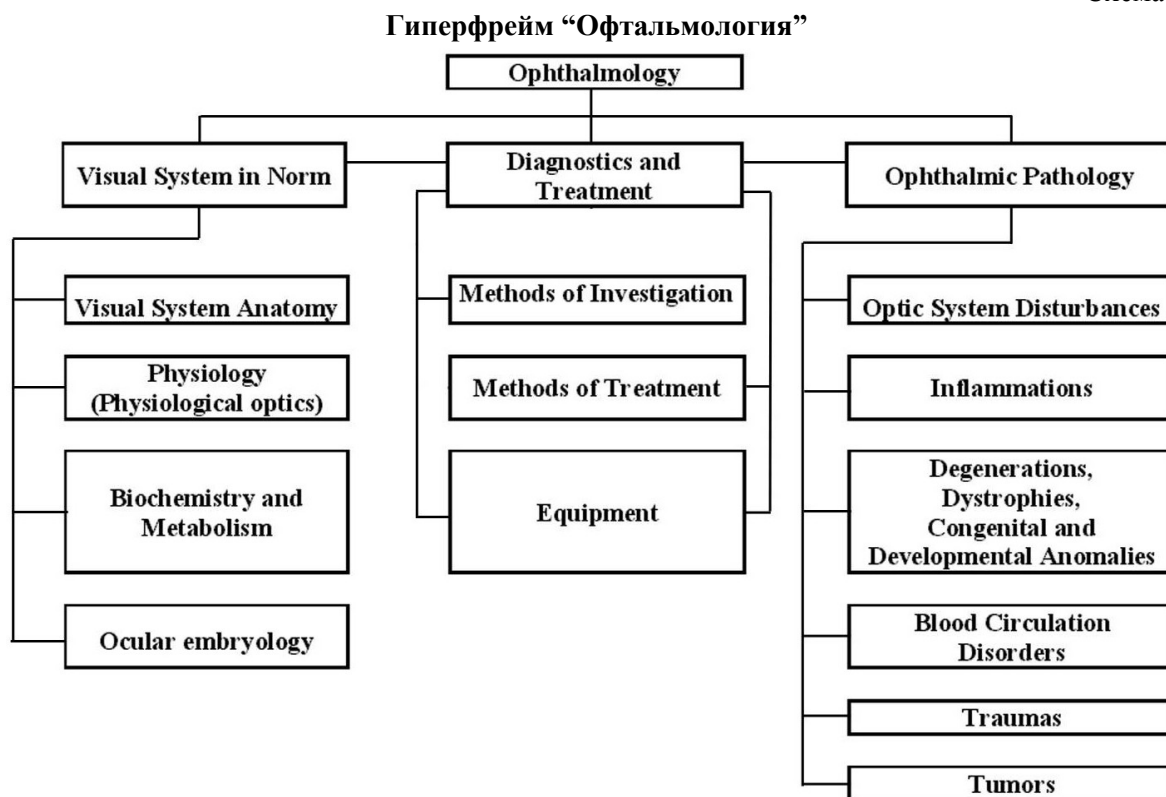 Гиперфрейм “Офтальмология”
Ophthalmology
Visual System in Norm
Diagnostics and
Treatment
Ophthalmic Pathology
Visual System Anatomy
Physiology
(Physiological optics)
Biochemistry and
Metabolism
Ocular embryology
Methods of Investigation
Methods of Treatment
Equipment
Optic System Disturbances
Inflammations
Degenerations,
Dystrophies,
Congenital and
Developmental Anomalies
Blood Circulation
Disorders
Traumas
Tumors